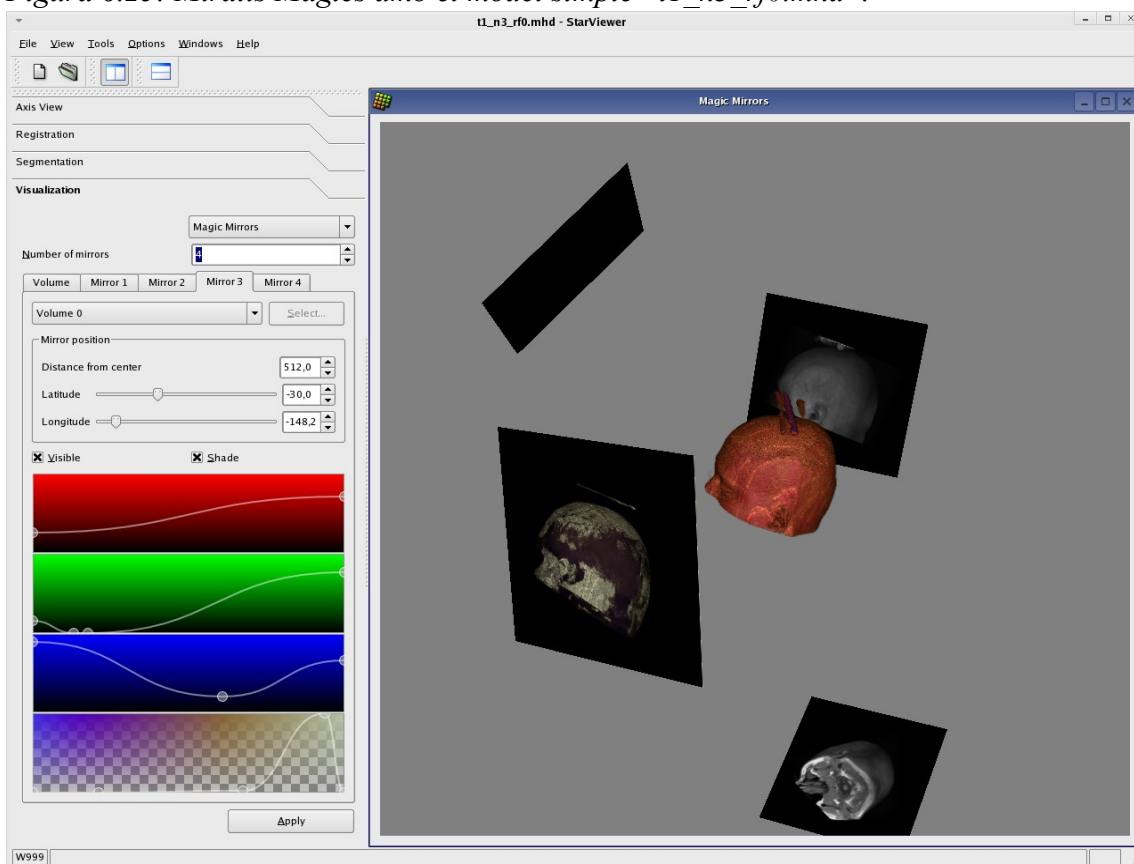 Figura 6.23: Miralls Màgics amb el model simple "t1_n3_rf0.mhd".
t1_n3_rf0.mhd - StarViewer
File View Tools Options Windows Help
Axis View
Registration
Segmentation
Visualization
Magic Mirrors
Number of mirrors 4
Volume Mirror 1 Mirror 2 Mirror 3 Mirror 4
Volume 0 Select...
Mirror position
Distance from center 512,0
Latitude -30,0
Longitude -148,2
Visible Shade
Apply
W999
Magic Mirrors